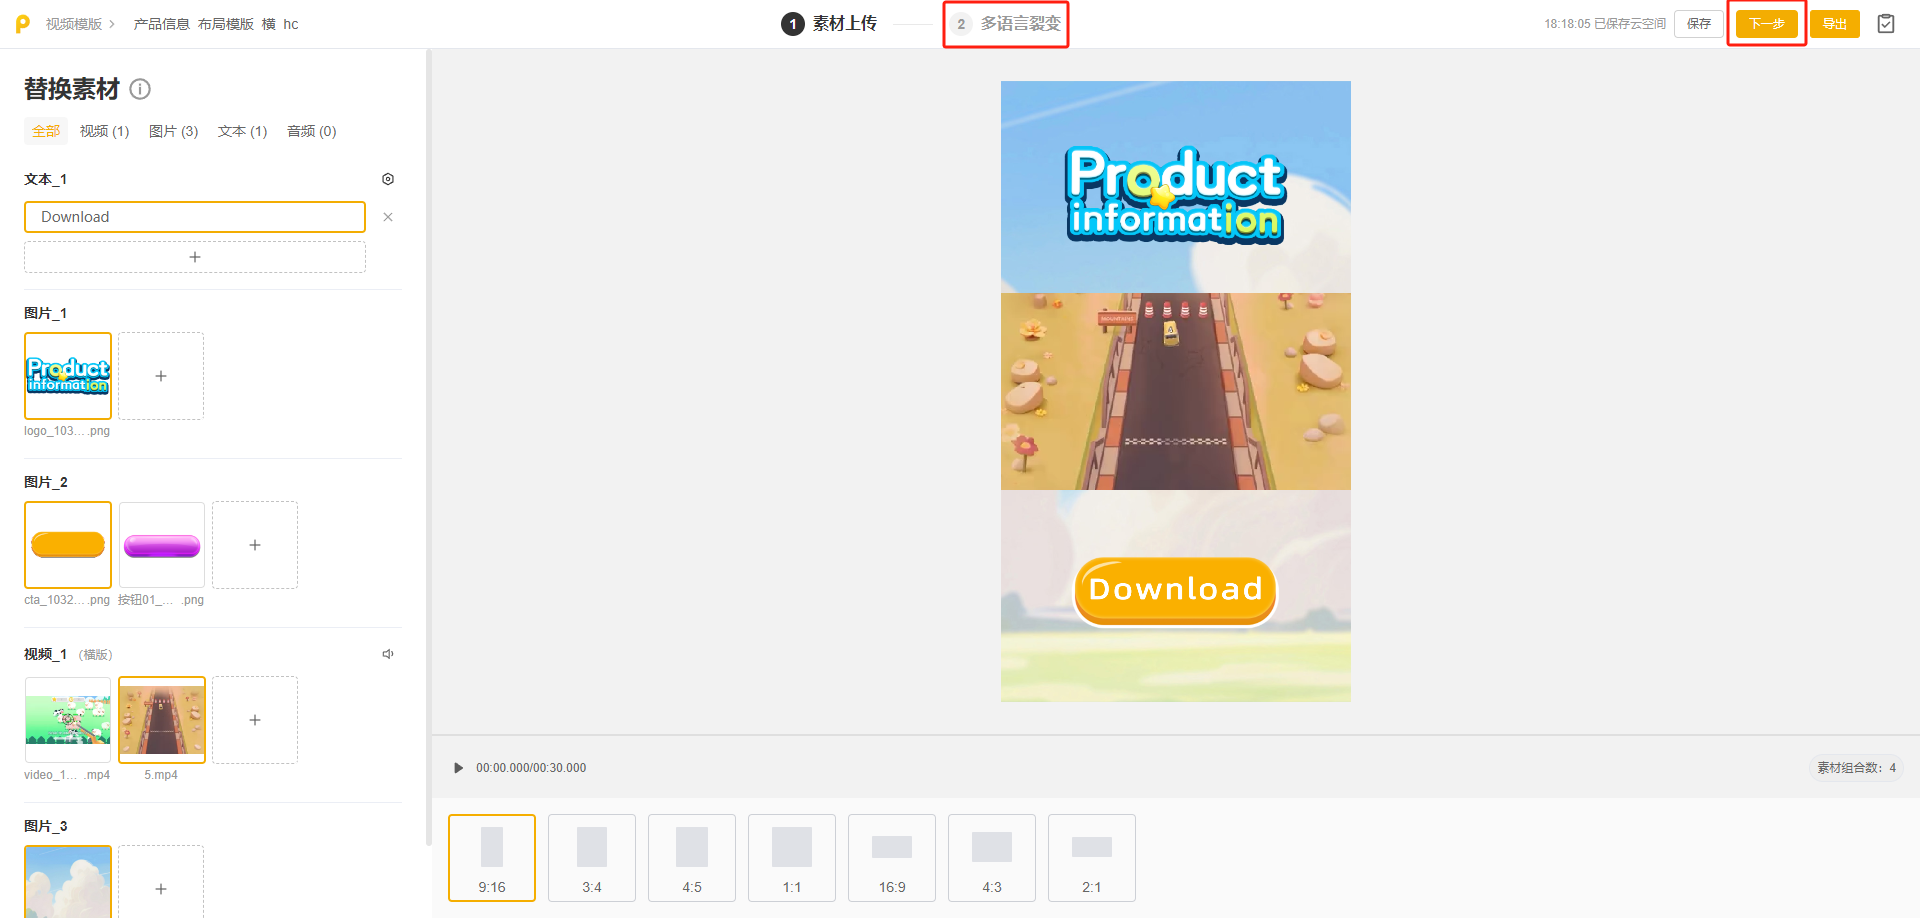 视频模版 > 产品信息 布局模版 横 hc
1 素材上传
2 多语言裂变
18:18:05 已保存云空间
保存
下一步
导出
替换素材
全部 视频 (1) 图片 (3) 文本 (1) 音频 (0)
文本_1
Download
图片_1
Product
information
logo_103... .png
图片_2
cta_1032... .png
按钮01_... .png
视频_1 (横版)
video_1... .mp4
5.mp4
图片_3
Product
information
4
Download
00:00.000/00:30.000
素材组合数: 4
9:16
3:4
4:5
1:1
16:9
4:3
2:1